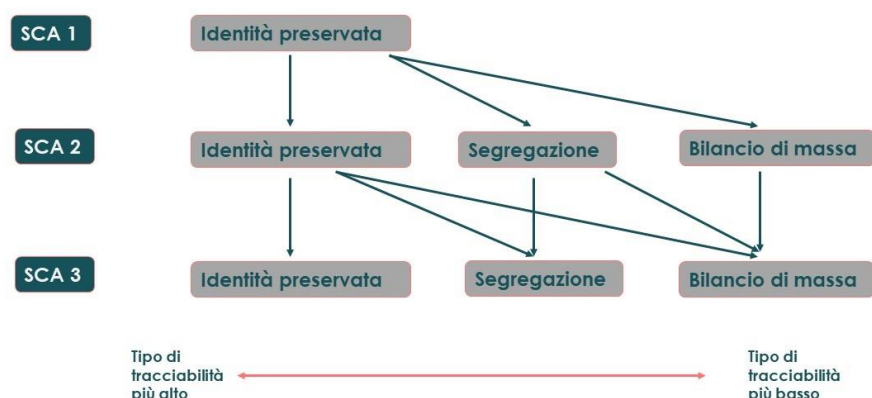 SCA 1
Identità preservata
SCA 2
Identità preservata
Segregazione
Bilancio di massa
SCA 3
Identità preservata
Segregazione
Bilancio di massa
Tipo di
tracciabilità
più alto
Tipo di
tracciabilità
più basso